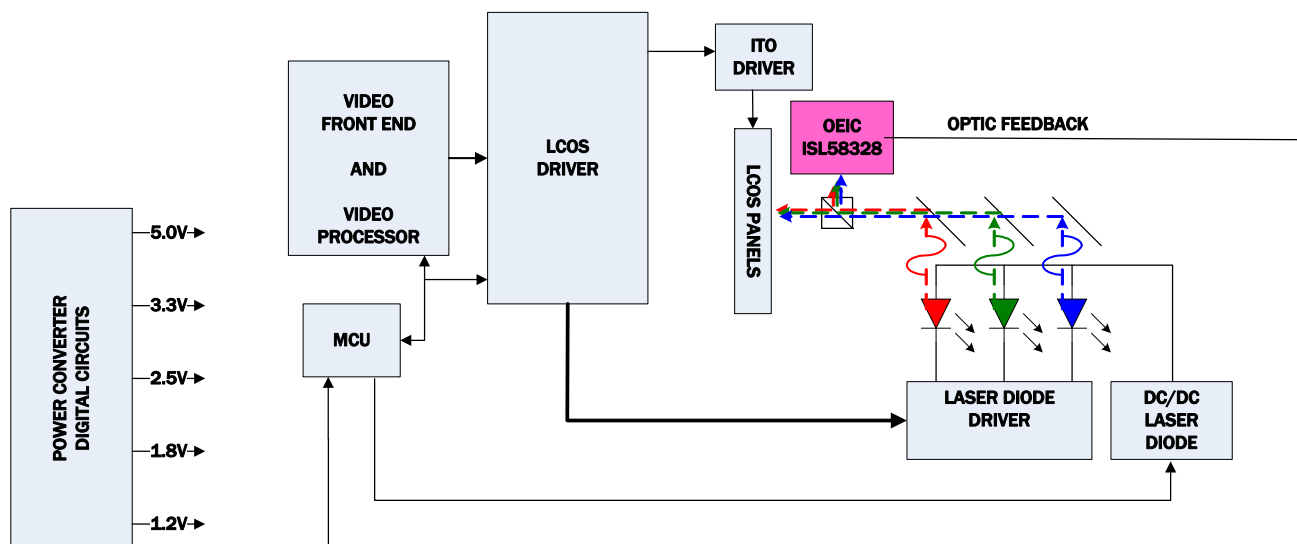 POWER CONVERTER
DIGITAL CIRCUITS
5.0V
3.3V
2.5V
1.8V
1.2V
VIDEO
FRONT END
AND
VIDEO
PROCESSOR
MCU
LCOS
DRIVER
ITO
DRIVER
LCOS PANELS
OEIC
ISL58328
OPTIC FEEDBACK
LASER DIODE
DRIVER
DC/DC
LASER
DIODE